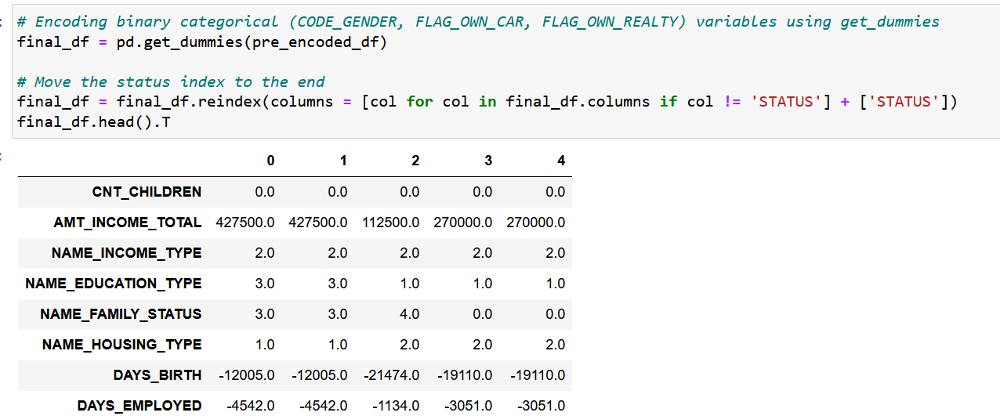 # Encoding binary categorical (CODE_GENDER, FLAG_OWN_CAR, FLAG_OWN_REALTY) variables using get_dummies
final_df = pd.get_dummies(pre_encoded_df)
# Move the status index to the end
final_df = final_df.reindex(columns = [col for col in final_df.columns if col != 'STATUS'] + ['STATUS'])
final_df.head().T
0 1 2 3 4
CNT_CHILDREN 0.0 0.0 0.0 0.0 0.0
AMT_INCOME_TOTAL 427500.0 427500.0 112500.0 270000.0 270000.0
NAME_INCOME_TYPE 2.0 2.0 2.0 2.0 2.0
NAME_EDUCATION_TYPE 3.0 3.0 1.0 1.0 1.0
NAME_FAMILY_STATUS 3.0 3.0 4.0 0.0 0.0
NAME_HOUSING_TYPE 1.0 1.0 2.0 2.0 2.0
DAYS_BIRTH -12005.0 -12005.0 -21474.0 -19110.0 -19110.0
DAYS_EMPLOYED -4542.0 -4542.0 -1134.0 -3051.0 -3051.0